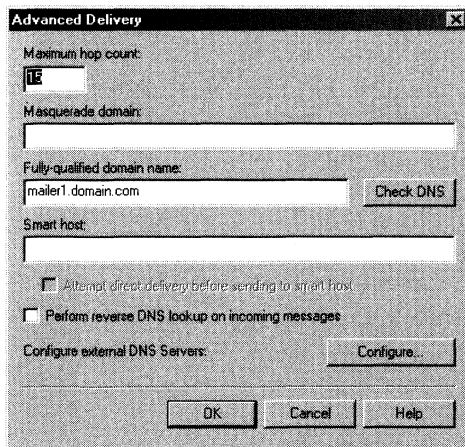 Advanced Delivery
Maximum hop count:
15
Masquerade domain:
Fully-qualified domain name:
mailer1.domain.com
Check DNS
Smart host:
Attempt direct delivery before sending to smart host
Perform reverse DNS lookup on incoming messages
Configure external DNS Servers:
Configure...
OK
Cancel
Help